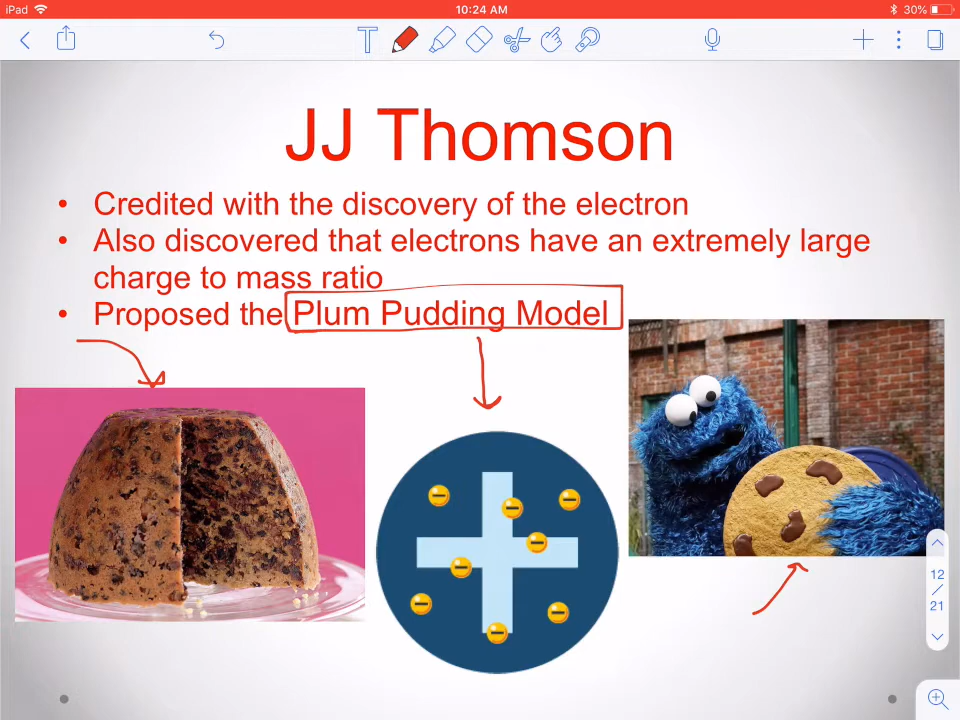 iPad
10:24 AM
30%
T
JJ Thomson
• Credited with the discovery of the electron
• Also discovered that electrons have an extremely large
charge to mass ratio
• Proposed the Plum Pudding Model
12
/
21